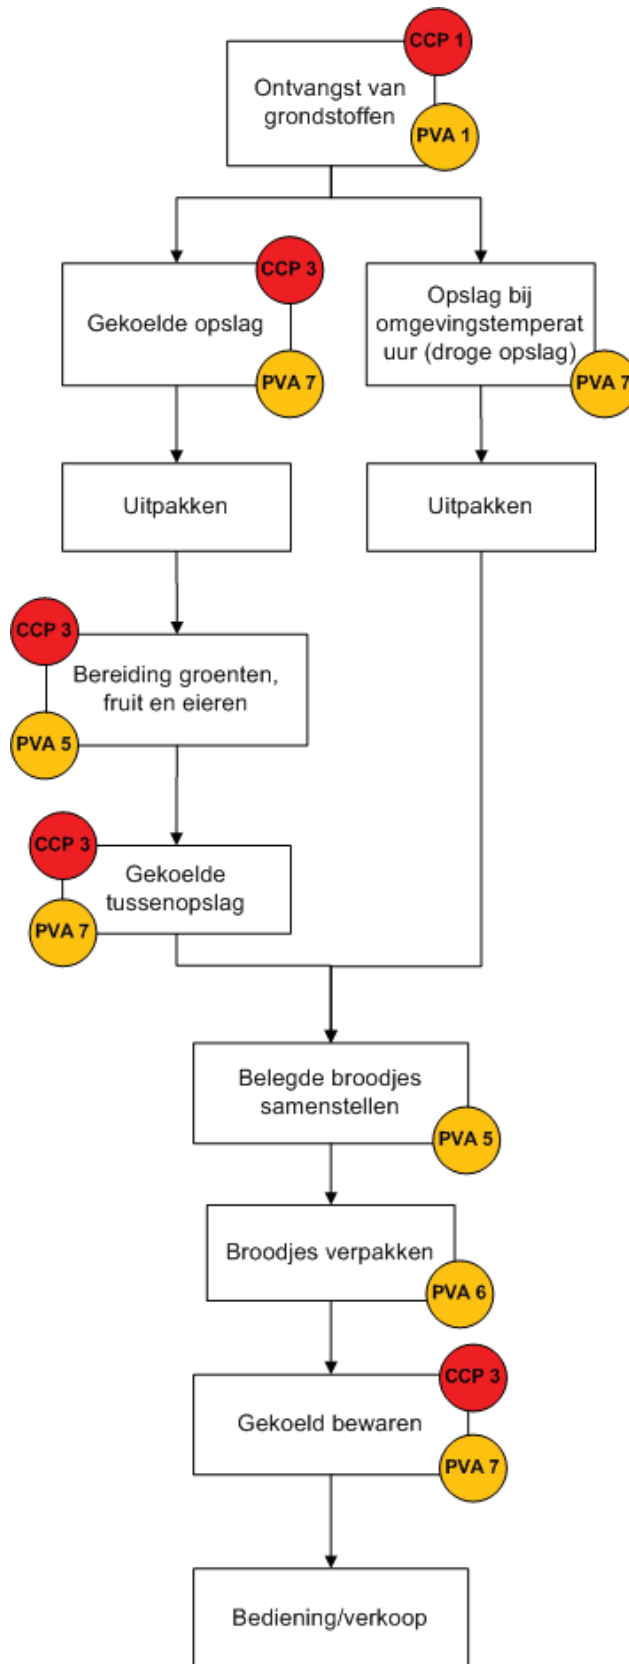 CCP 1
Ontvangst van
grondstoffen
PVA 1
CCP 3
Gekoelde opslag
PVA 7
Opslag bij
omgevingstemperat
uur (droge opslag)
PVA 7
Uitpakken
Uitpakken
CCP 3
Bereiding groenten,
fruit en eieren
PVA 5
CCP 3
Gekoelde
tussenopslag
PVA 7
Belegde broodjes
samenstellen
PVA 5
Broodjes verpakken
PVA 6
CCP 3
Gekoeld bewaren
PVA 7
Bediening/verkoop